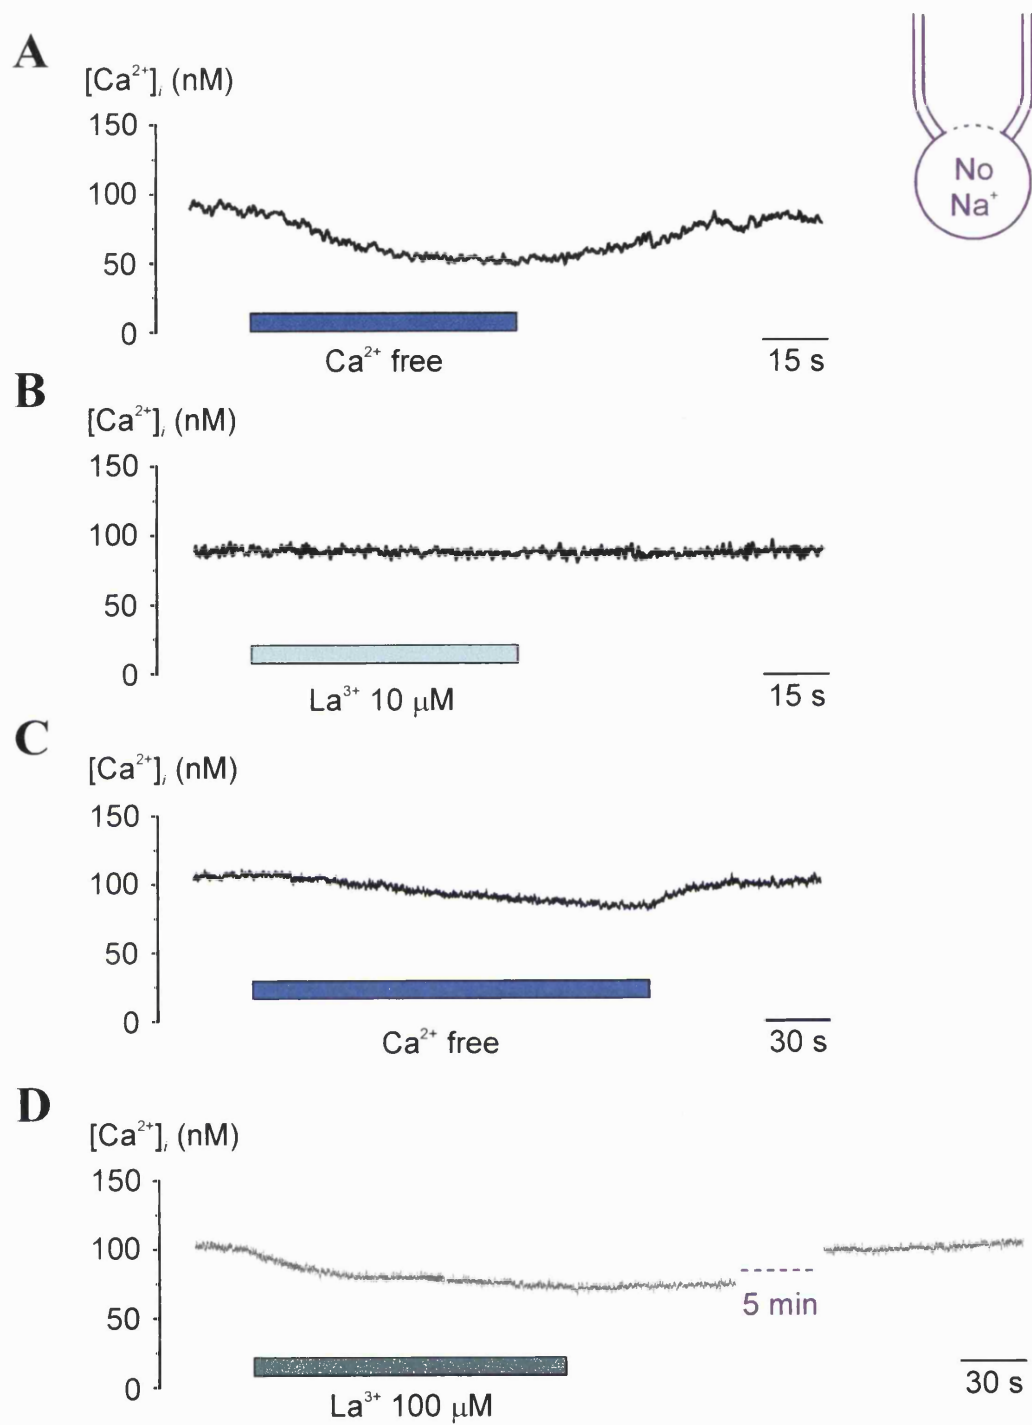 A
[Ca²⁺]ᵢ (nM)
150
100
50
0
Ca²⁺ free
15 s
No
Na⁺
B
[Ca²⁺]ᵢ (nM)
150
100
50
0
La³⁺ 10 μM
15 s
C
[Ca²⁺]ᵢ (nM)
150
100
50
0
Ca²⁺ free
30 s
D
[Ca²⁺]ᵢ (nM)
150
100
50
0
5 min
La³⁺ 100 μM
30 s